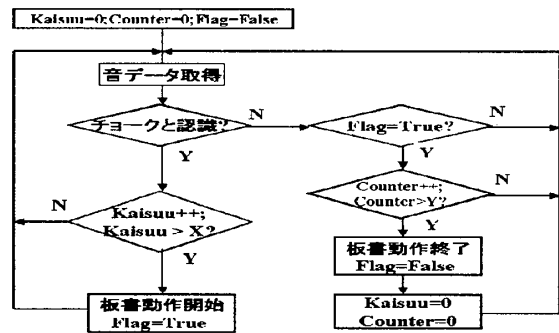 Kaisuu=0;Counter=0;Flag=False
音データ取得
チョークと認識?
N
Flag=True?
N
Y
Y
N
Kaisuu++;
Kaisuu > X?
Counter++;
Counter>Y?
N
Y
Y
板書動作終了
Flag=False
板書動作開始
Flag=True
Kaisuu=0
Counter=0